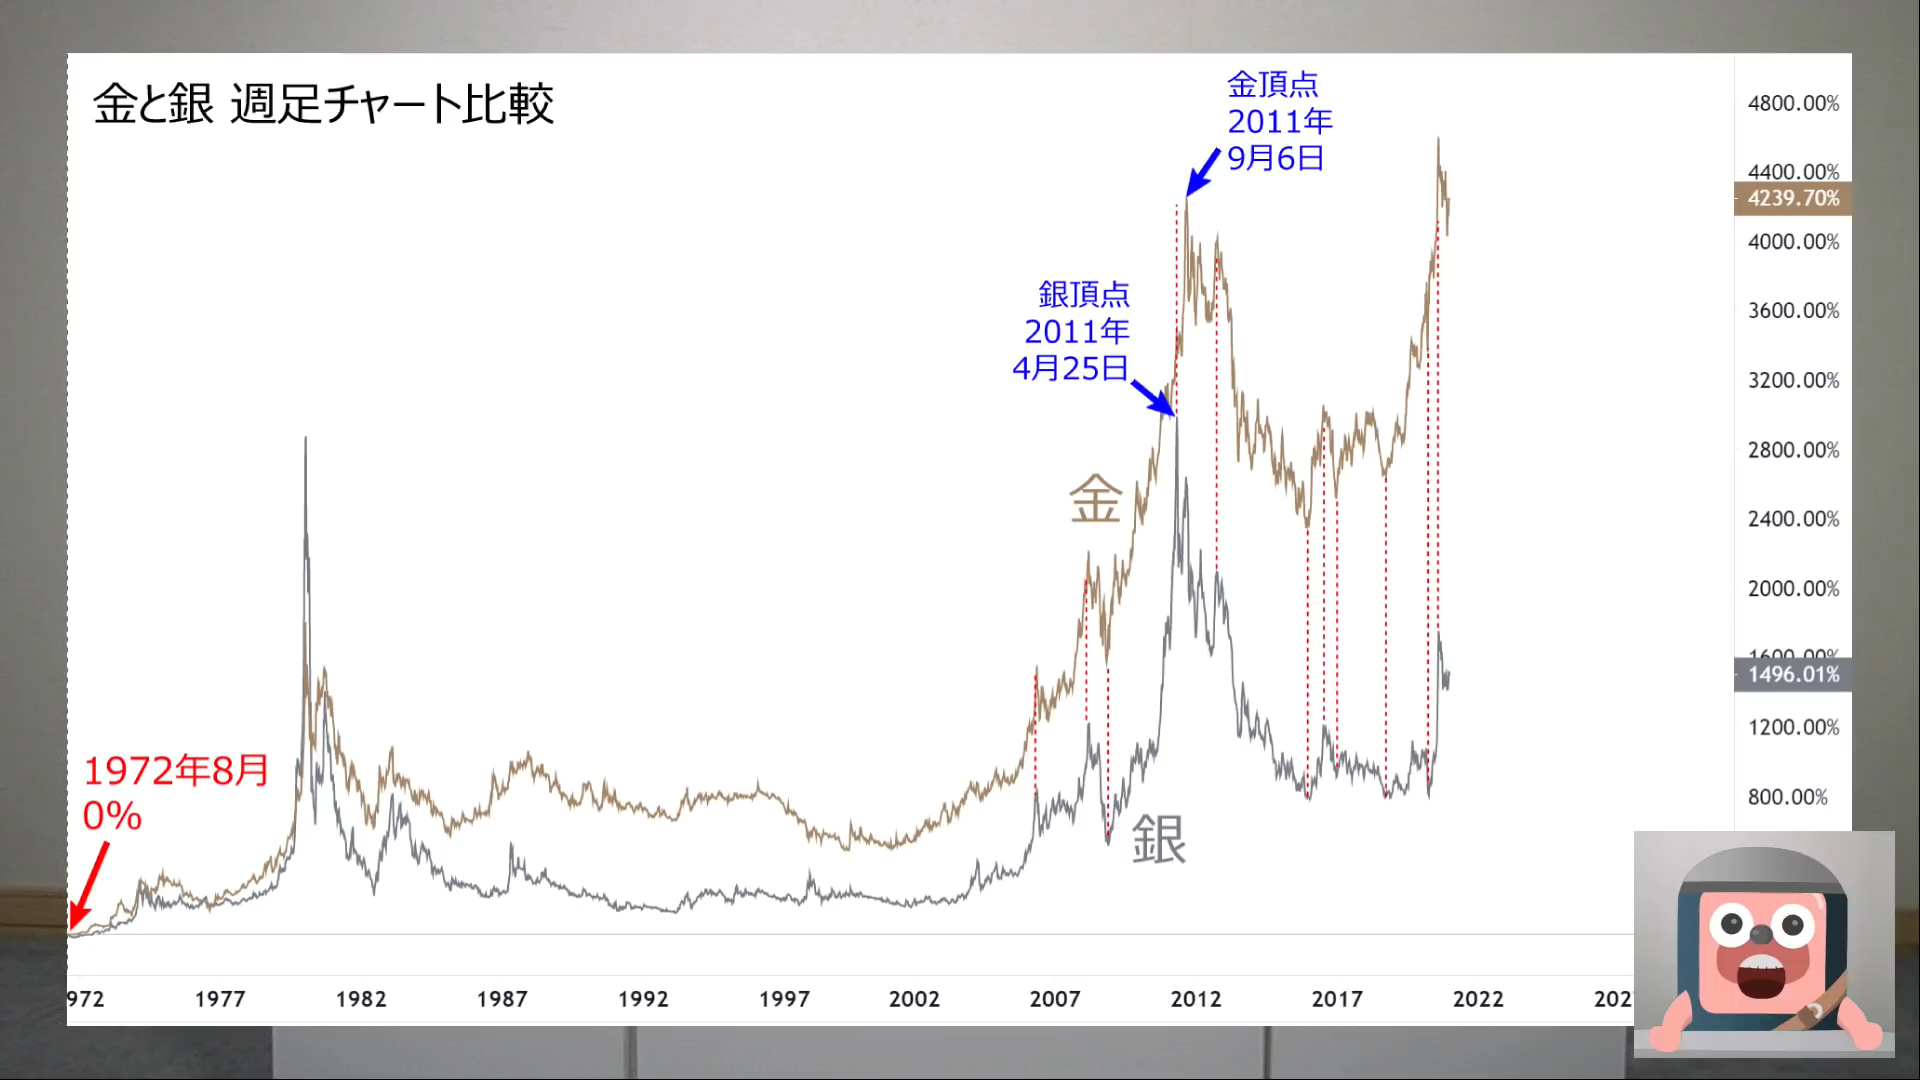 金と銀 週足チャート比較
金頂点
2011年
9月6日
銀頂点
2011年
4月25日
金
銀
1972年8月
0%
4800.00%
4400.00%
4239.70%
4000.00%
3600.00%
3200.00%
2800.00%
2400.00%
2000.00%
1600.00%
1496.01%
1200.00%
800.00%
972 1977 1982 1987 1992 1997 2002 2007 2012 2017 2022 202